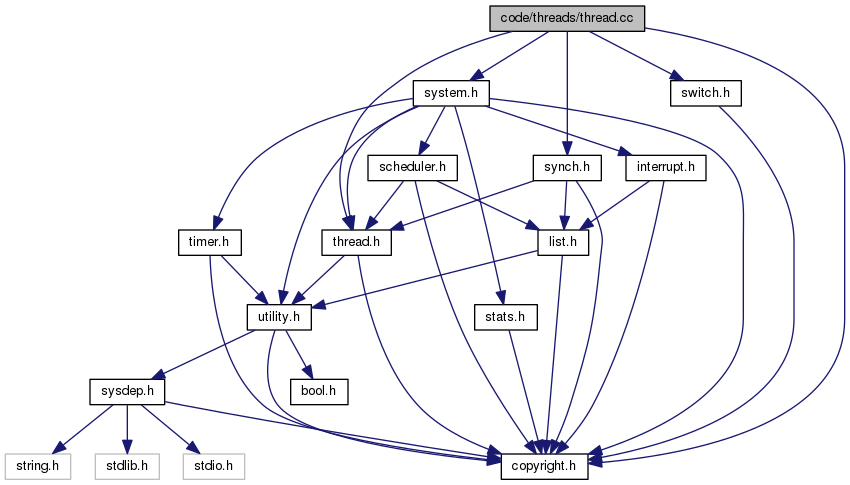 code/threads/thread.cc
system.h
switch.h
scheduler.h
synch.h
interrupt.h
timer.h
thread.h
list.h
utility.h
stats.h
sysdep.h
bool.h
string.h
stdlib.h
stdio.h
copyright.h